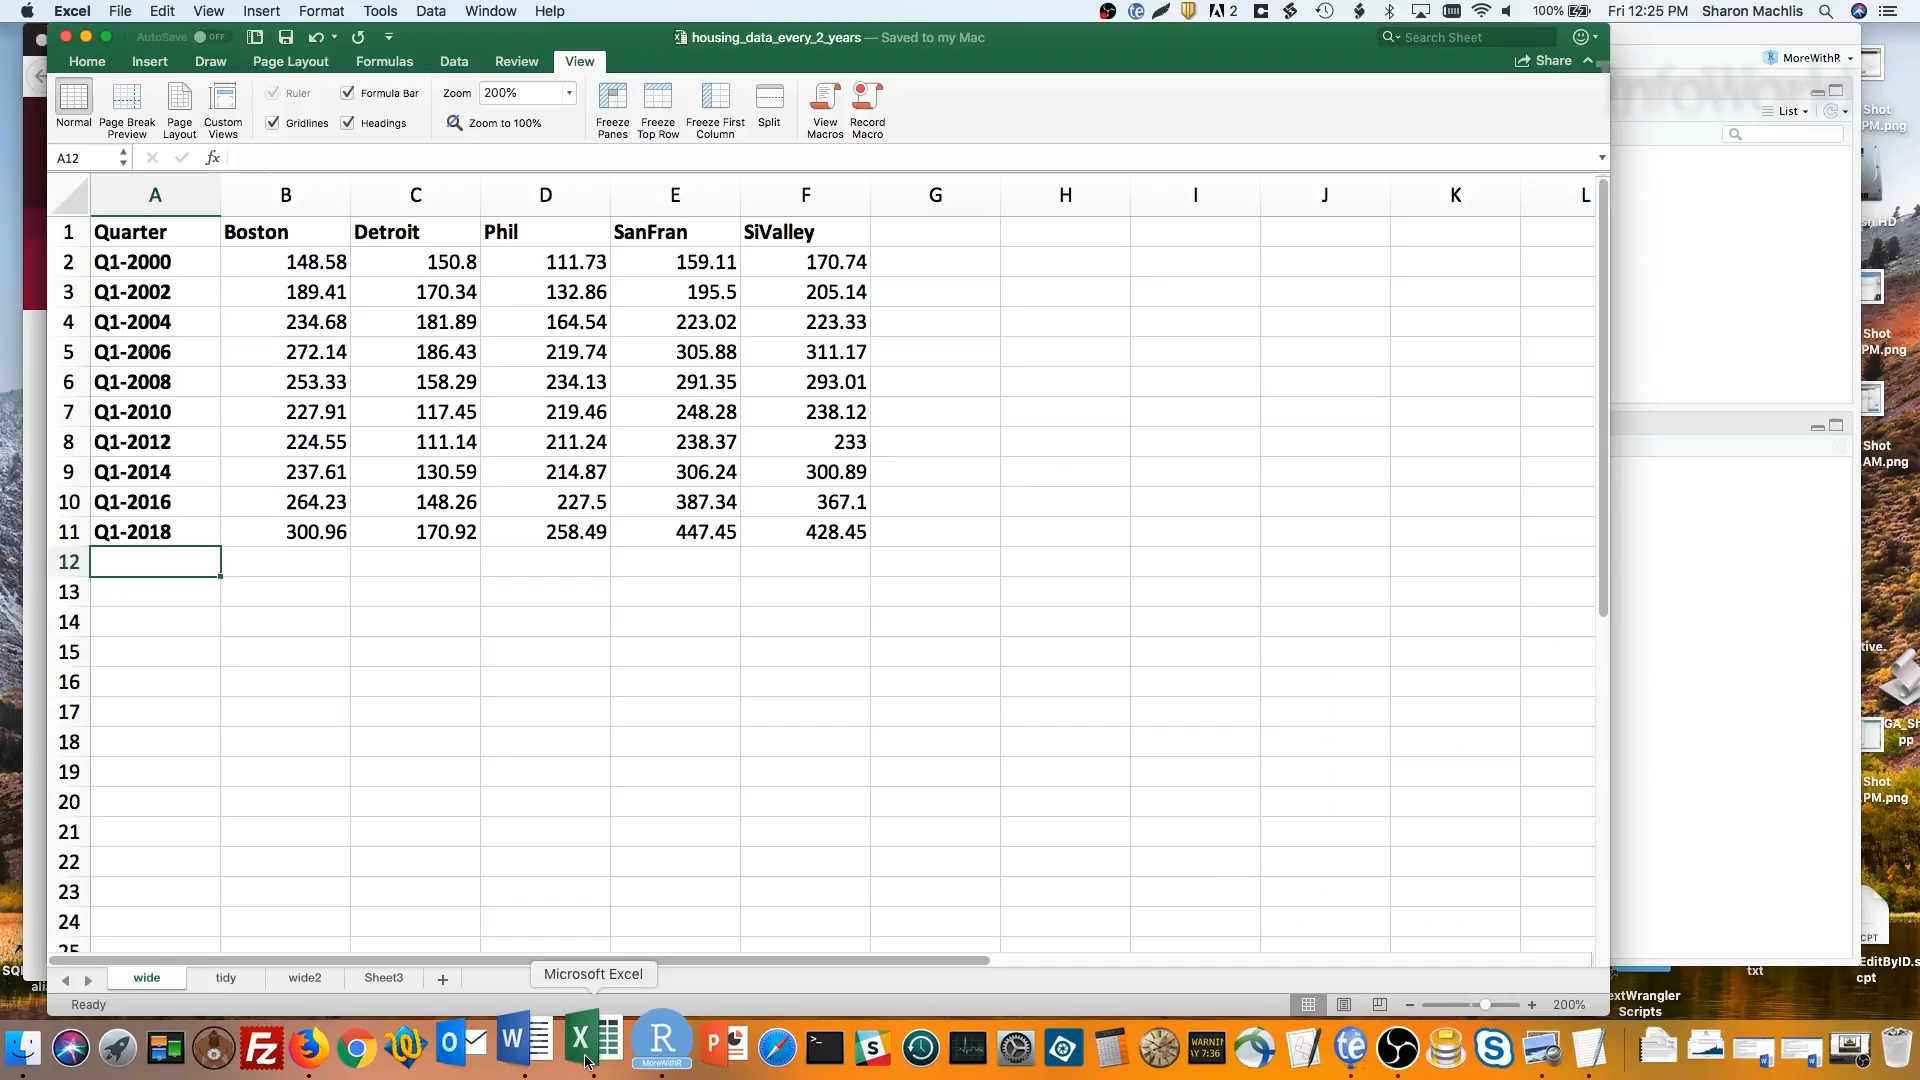 Excel File Edit View Insert Format Tools Data Window Help 2 100% Fri 12:25 PM Sharon Machlis
AutoSave OFF housing_data_every_2_years — Saved to my Mac Search Sheet
Home Insert Draw Page Layout Formulas Data Review View Share
MoreWithR
Ruler Formula Bar Zoom 200%
Gridlines Headings Zoom to 100%
Normal Page Break Preview Page Layout Custom Views Freeze Panes Freeze Top Row Freeze First Column Split View Macros Record Macro
List
A12 fx
A B C D E F G H I J K L
1 Quarter Boston Detroit Phil SanFran SiValley
2 Q1-2000 148.58 150.8 111.73 159.11 170.74
3 Q1-2002 189.41 170.34 132.86 195.5 205.14
4 Q1-2004 234.68 181.89 164.54 223.02 223.33
5 Q1-2006 272.14 186.43 219.74 305.88 311.17
6 Q1-2008 253.33 158.29 234.13 291.35 293.01
7 Q1-2010 227.91 117.45 219.46 248.28 238.12
8 Q1-2012 224.55 111.14 211.24 238.37 233
9 Q1-2014 237.61 130.59 214.87 306.24 300.89
10 Q1-2016 264.23 148.26 227.5 387.34 367.1
11 Q1-2018 300.96 170.92 258.49 447.45 428.45
12
13
14
15
16
17
18
19
20
21
22
23
24
25
wide tidy wide2 Sheet3 +
Microsoft Excel
Ready 200%
Shot
PM.png
Shot
PM.png
Shot
AM.png
Shot
PM.png
CPT
EditByID.s
cpt
txt
Scripts
MoreWithR